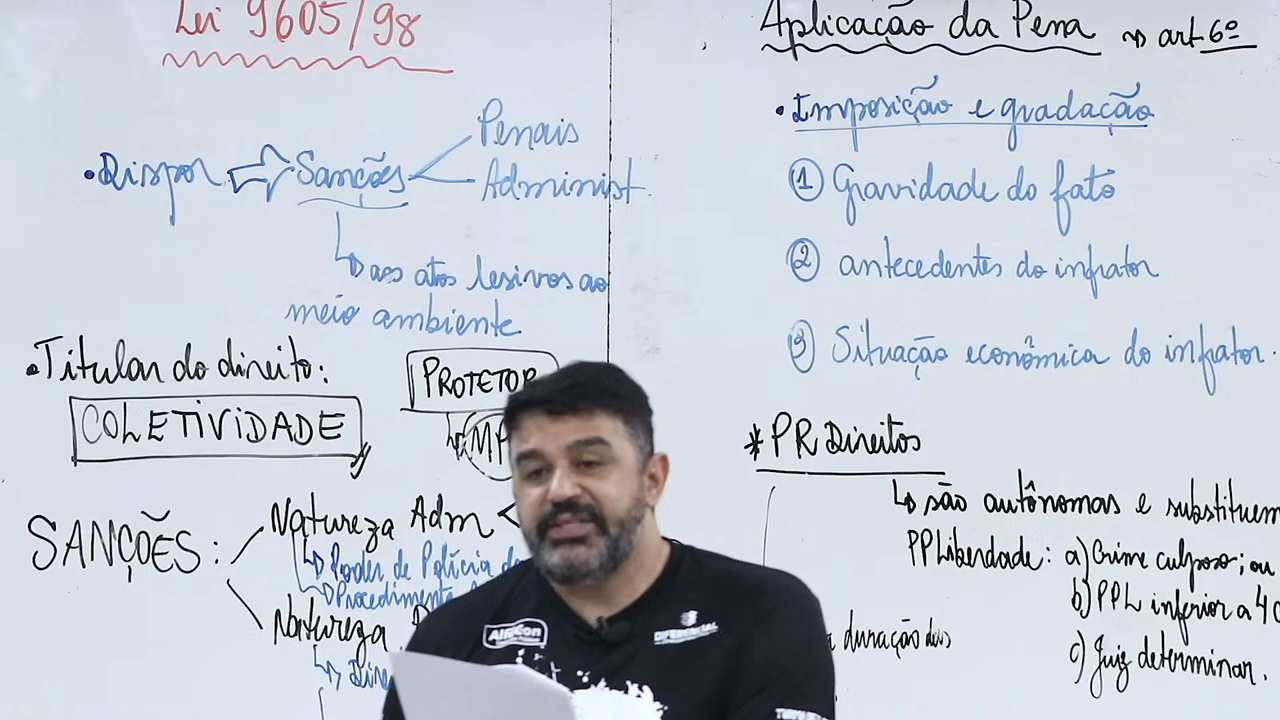 Lei 9605/98
• Dispor ⇨ Sanções
Penais
Administ
↳ aos atos lesivos ao
meio ambiente
• Titular do direito:
COLETIVIDADE
PROTETOR
↳ MP
SANÇÕES:
Natureza Adm <
↳ Poder de Polícia
↳ Procedimento
Natureza
↳
Aplicação da Pena ⇝ art. 6º
• Imposição e gradação
① Gravidade do fato
② antecedentes do infrator
③ Situação econômica do infrator.
* PR Direitos
↳ são autônomas e substituem
PPLiberdade: a) Crime culposo; ou
b) PPL inferior a 4
c) Juiz determinar.
duração das
AlfaCon
DIFERENCIAL